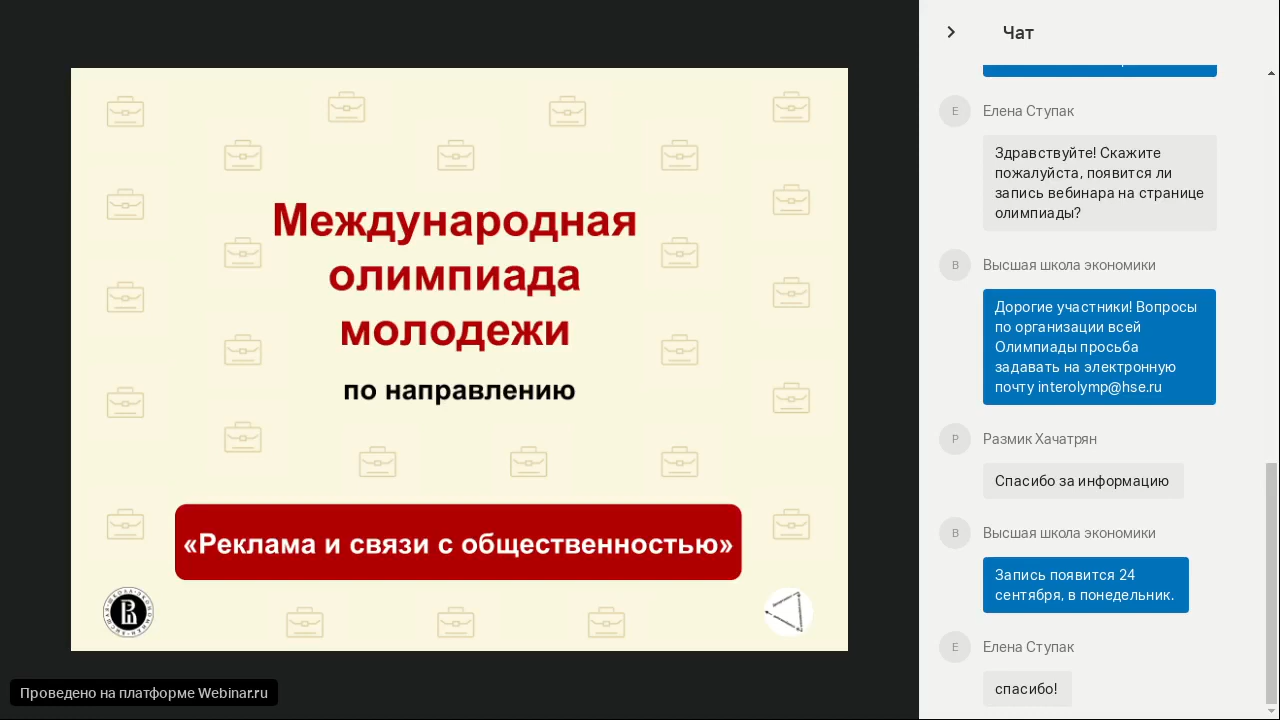 Международная
олимпиада
молодежи
по направлению
«Реклама и связи с общественностью»
Проведено на платформе Webinar.ru
Чат
Е
Елена Ступак
Здравствуйте! Скажите
пожалуйста, появится ли
запись вебинара на странице
олимпиады?
В
Высшая школа экономики
Дорогие участники! Вопросы
по организации всей
Олимпиады просьба
задавать на электронную
почту interolymp@hse.ru
Р
Размик Хачатрян
Спасибо за информацию
В
Высшая школа экономики
Запись появится 24
сентября, в понедельник.
Е
Елена Ступак
спасибо!